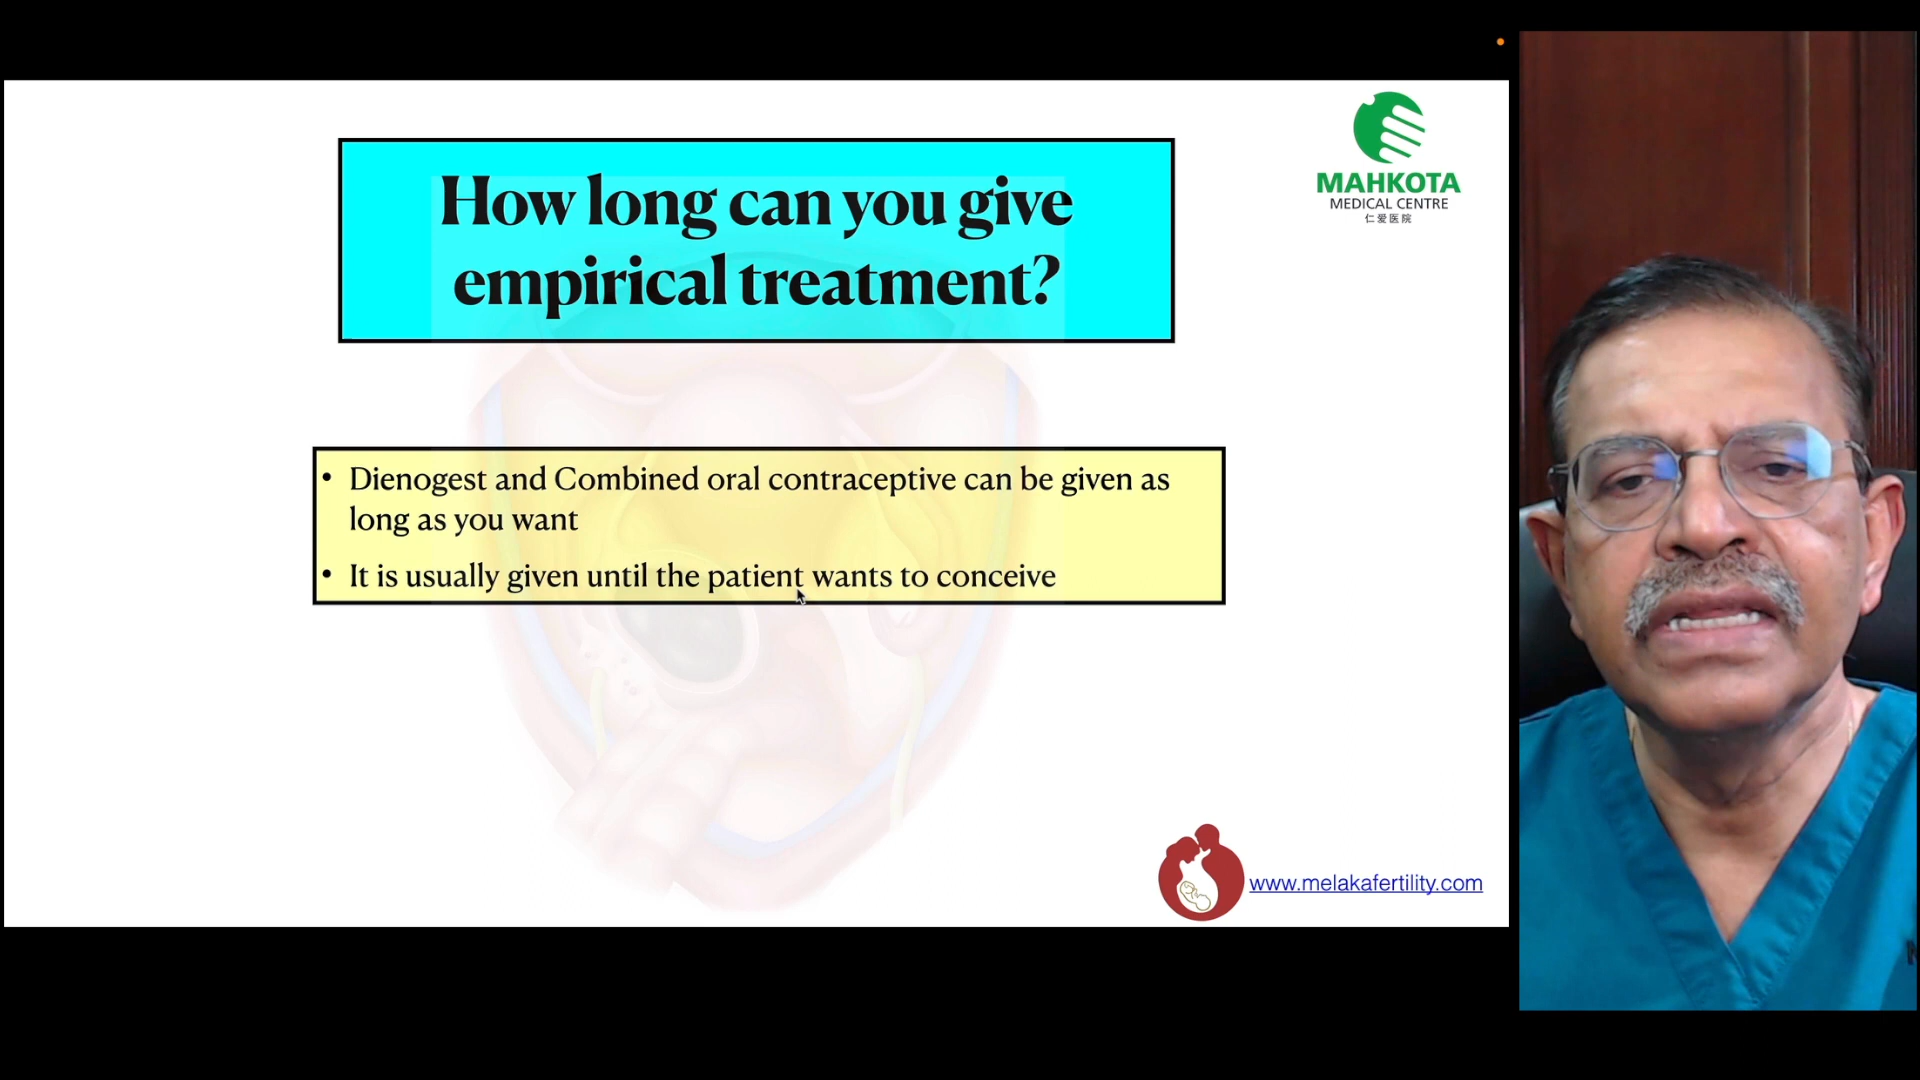 How long can you give
empirical treatment?
MAHKOTA
MEDICAL CENTRE
仁爱医院
• Dienogest and Combined oral contraceptive can be given as
long as you want
• It is usually given until the patient wants to conceive
www.melakafertility.com